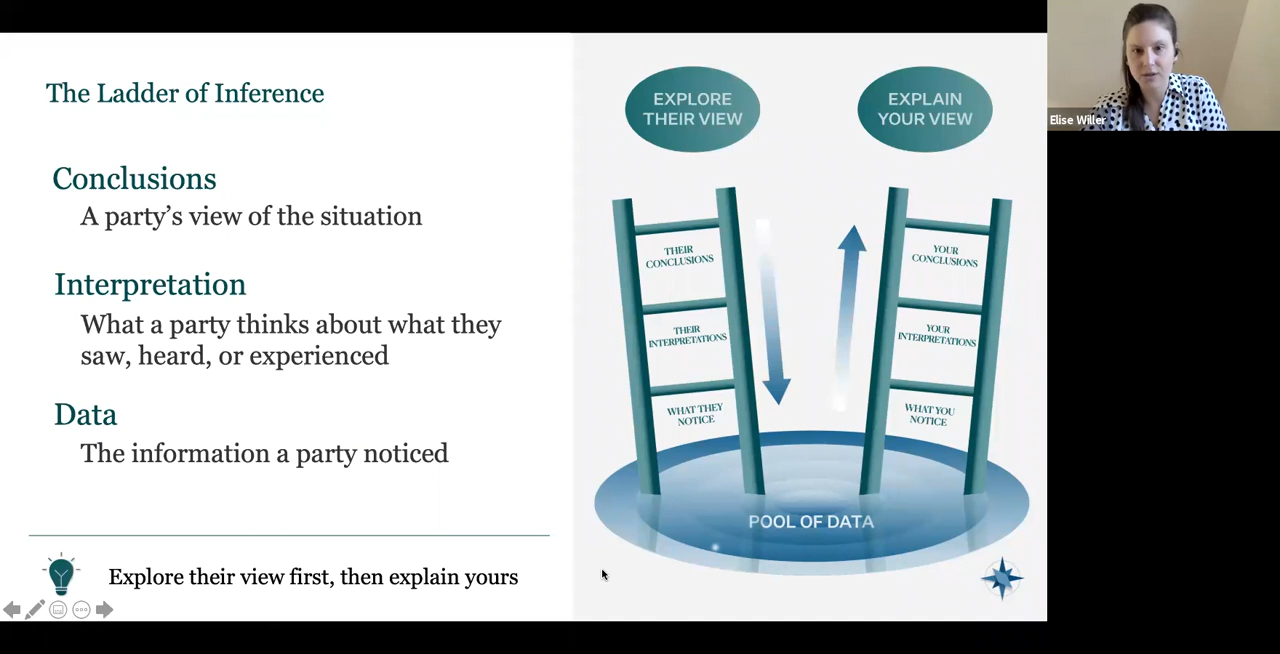 The Ladder of Inference
Conclusions
A party’s view of the situation
Interpretation
What a party thinks about what they
saw, heard, or experienced
Data
The information a party noticed
Explore their view first, then explain yours
EXPLORE
THEIR VIEW
EXPLAIN
YOUR VIEW
THEIR
CONCLUSIONS
THEIR
INTERPRETATIONS
WHAT THEY
NOTICE
YOUR
CONCLUSIONS
YOUR
INTERPRETATIONS
WHAT YOU
NOTICE
POOL OF DATA
Elise Willer